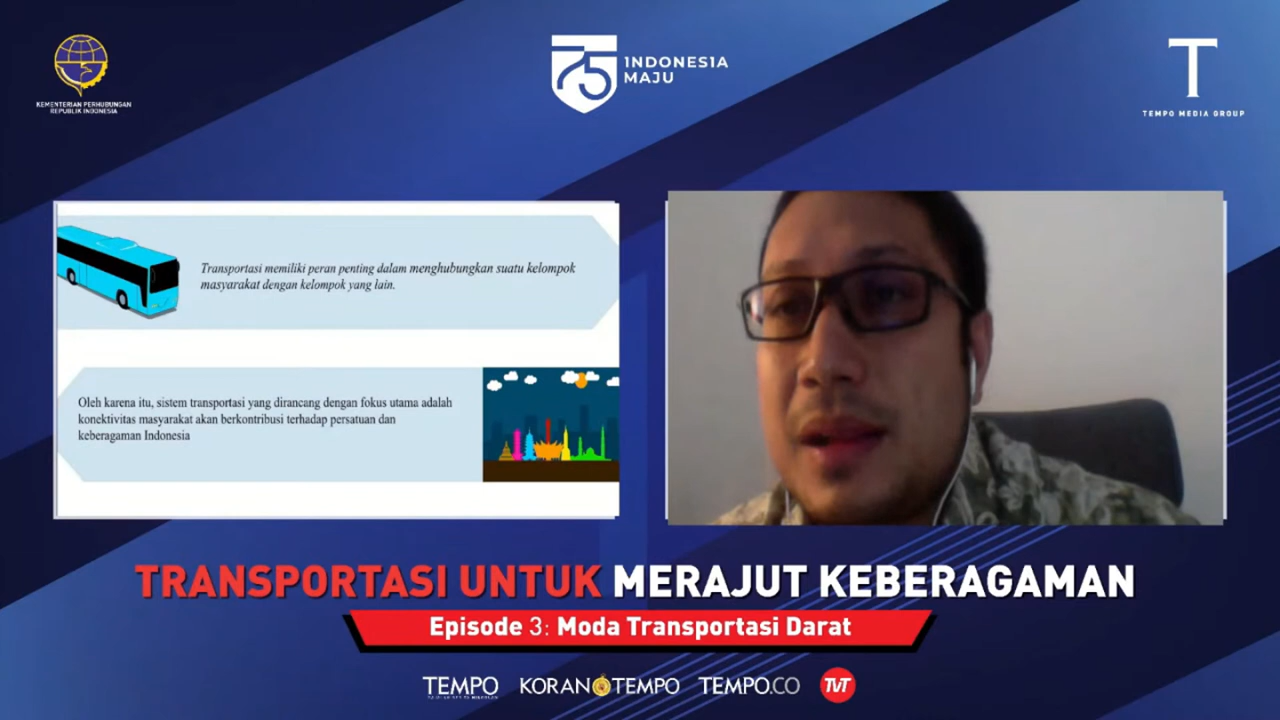 KEMENTERIAN PERHUBUNGAN
REPUBLIK INDONESIA
75
INDONESIA
MAJU
T
TEMPO MEDIA GROUP
Transportasi memiliki peran penting dalam menghubungkan suatu kelompok
masyarakat dengan kelompok yang lain.
Oleh karena itu, sistem transportasi yang dirancang dengan fokus utama adalah
konektivitas masyarakat akan berkontribusi terhadap persatuan dan
keberagaman Indonesia
TRANSPORTASI UNTUK MERAJUT KEBERAGAMAN
Episode 3: Moda Transportasi Darat
TEMPO
KORAN TEMPO
TEMPO.CO
TVT